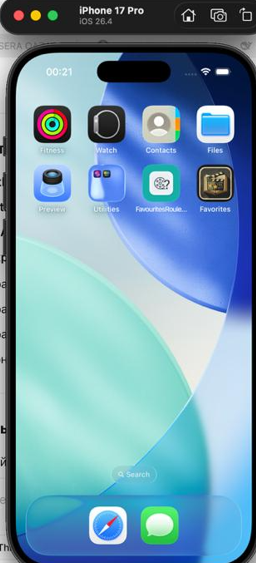 iPhone 17 Pro
iOS 26.4
00:21
Fitness
Watch
Contacts
Files
Preview
Utilities
FavouritesRoule...
Favorites
Search